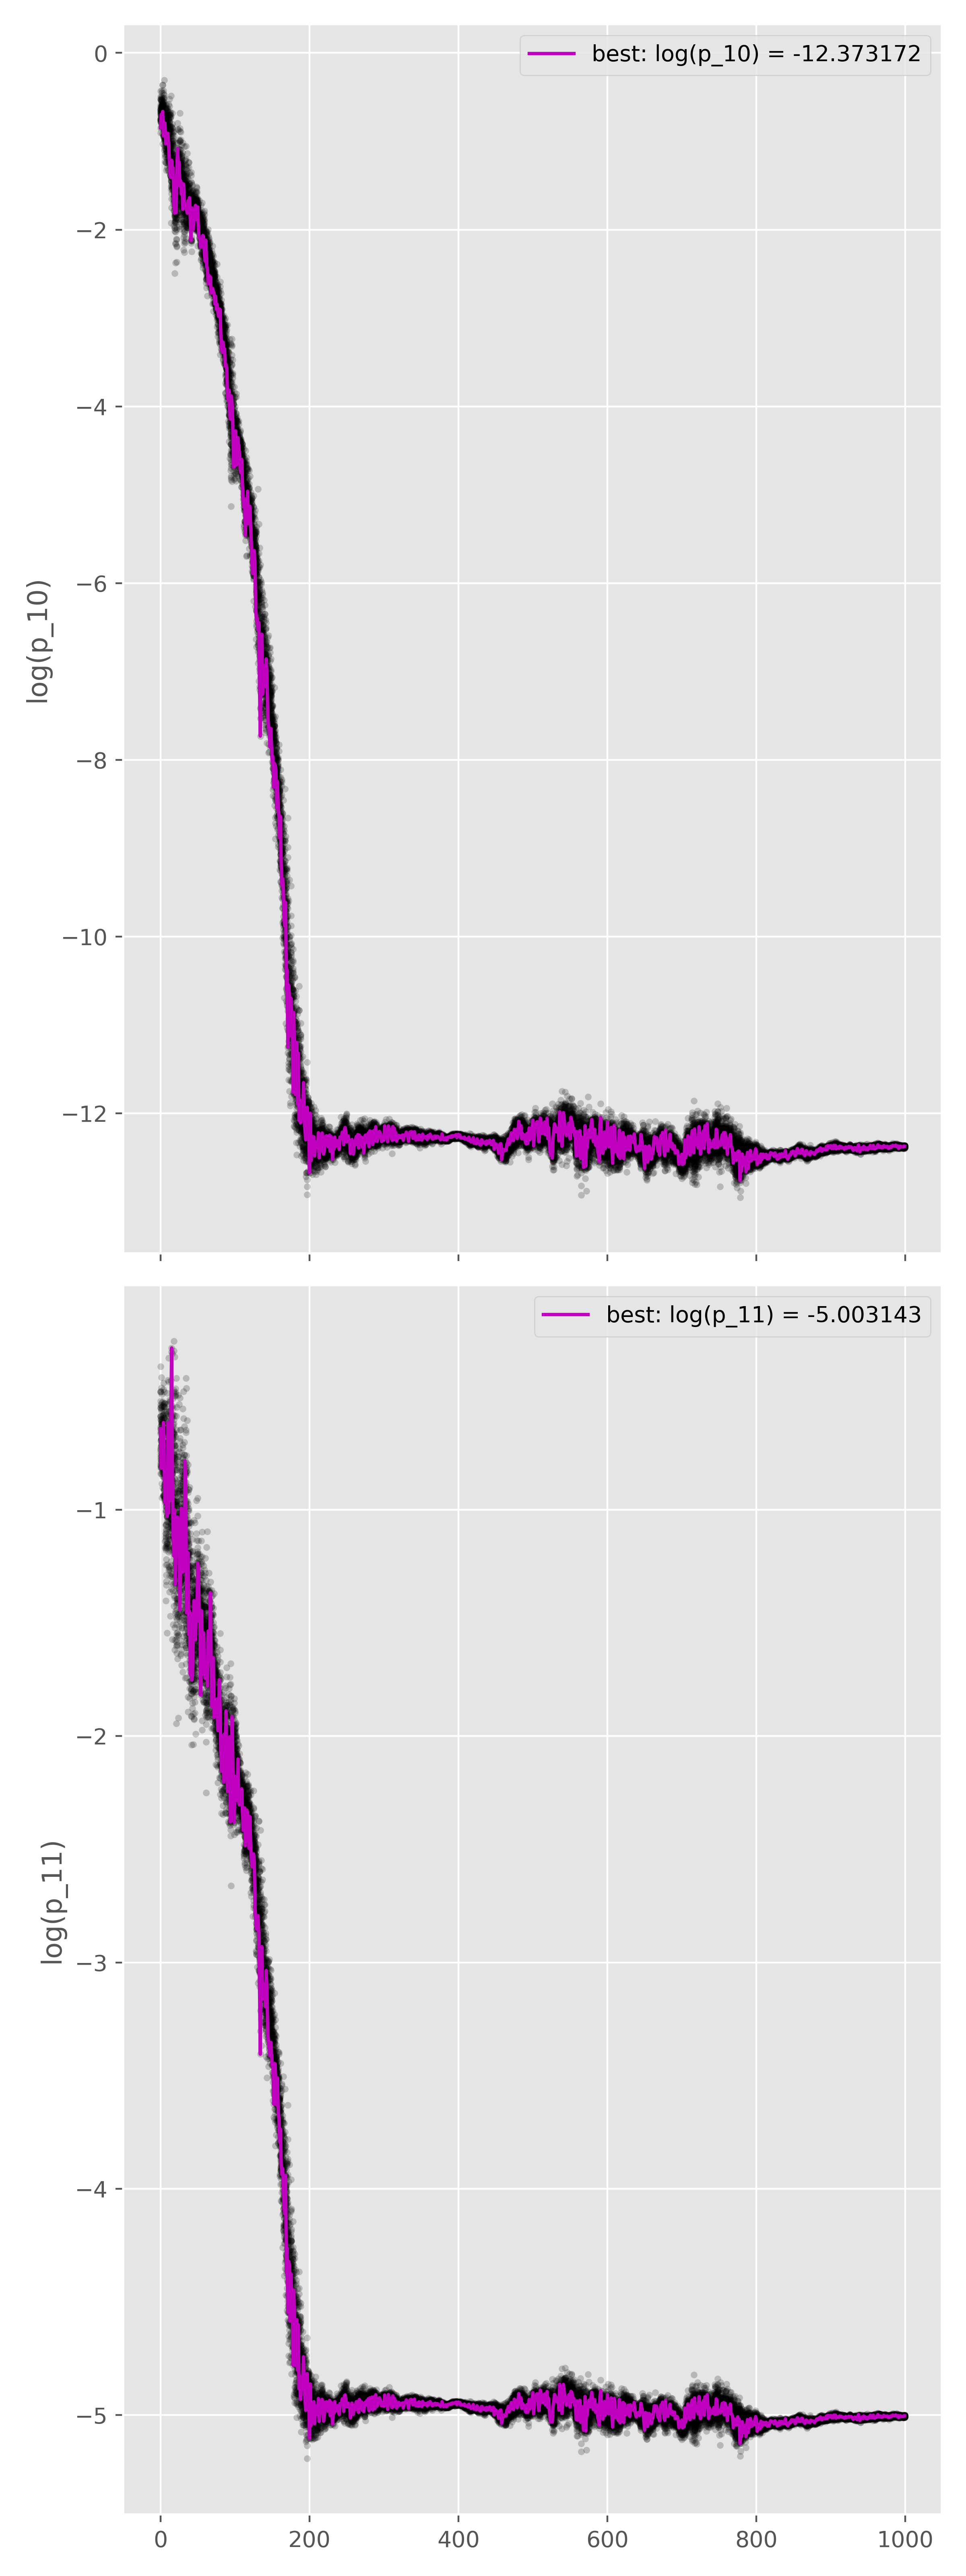 best: log(p_10) = -12.373172
0
−2
−4
−6
−8
−10
−12
log(p_10)
best: log(p_11) = -5.003143
−1
−2
−3
−4
−5
log(p_11)
0 200 400 600 800 1000